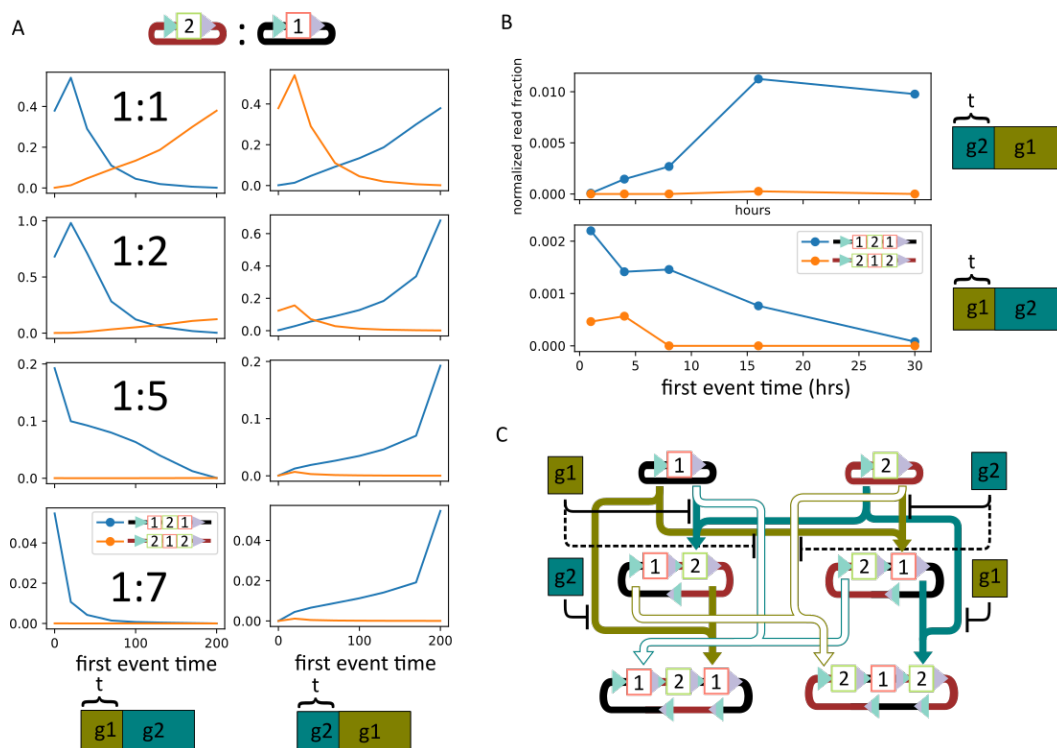 A
2 : 1
0.4
0.2
0.0
1:1
0.4
0.2
0.0
1.0
0.5
0.0
1:2
0.6
0.4
0.2
0.0
0.2
0.1
0.0
1:5
0.2
0.1
0.0
0.04
0.02
0.00
1:7
1 2 1
2 1 2
0.04
0.02
0.00
0 100 200
first event time
0 100 200
first event time
t
g1 g2
t
g2 g1
B
normalized read fraction
0.010
0.005
0.000
hours
t
g2 g1
0.002
0.001
0.000
1 2 1
2 1 2
0 5 10 15 20 25 30
first event time (hrs)
t
g1 g2
C
g1
1
2
g2
g2
1 2
2 1
g1
1 2 1
2 1 2